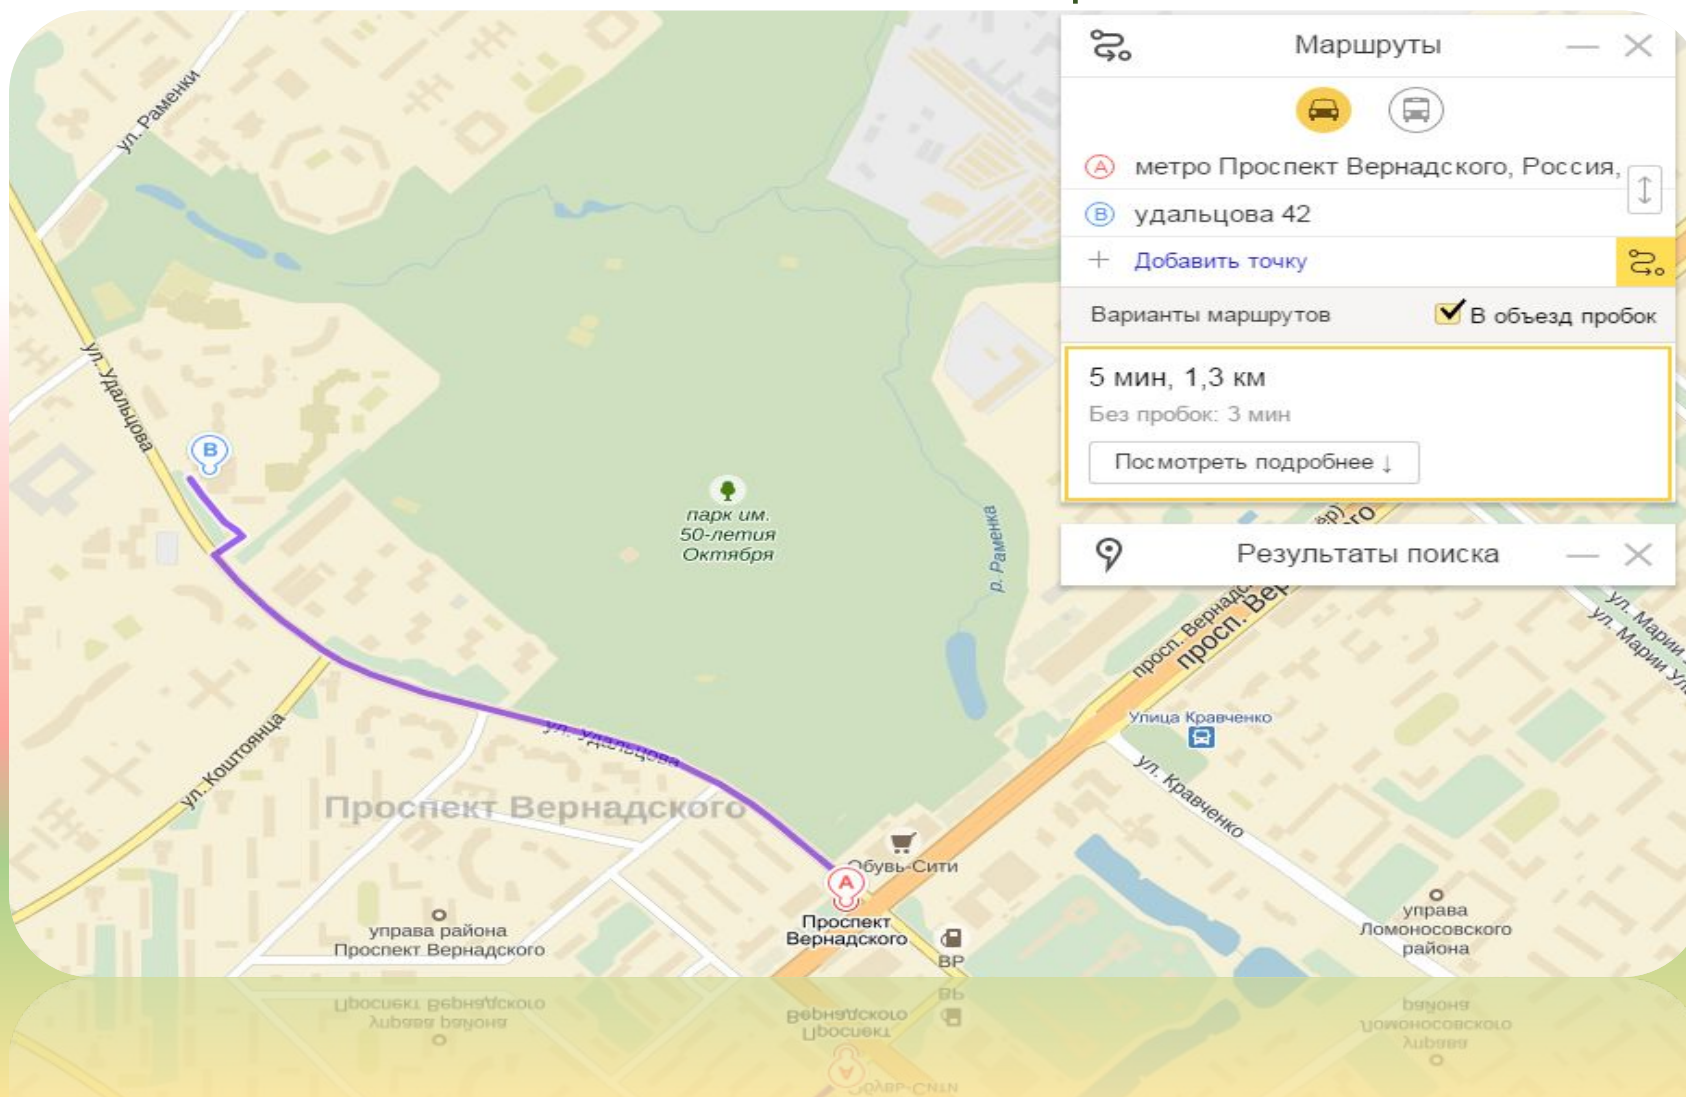 Маршруты
A метро Проспект Вернадского, Россия,
B удальцова 42
Добавить точку
Варианты маршрутов
В объезд пробок
5 мин, 1,3 км
Без пробок: 3 мин
Посмотреть подробнее ↓
Результаты поиска
ул. Раменки
ул. Удальцова
B
парк им.
50-летия
Октября
р. Раменка
просп. Вернадс
просп. Вер
ул. Марии
ул. Марии Ул
Улица Кравченко
ул. Кравченко
ул. Коштоянца
ул. Удальцова
Проспект Вернадского
Обувь-Сити
A
Проспект
Вернадского
BP
управа района
Проспект Вернадского
управа
Ломоносовского
района